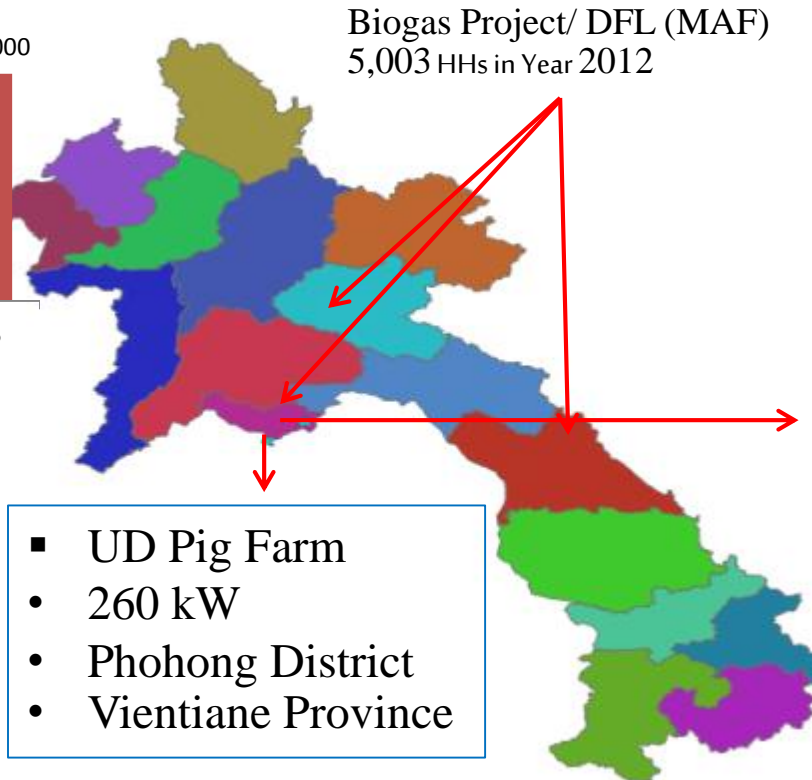 000
Biogas Project/ DFL (MAF)
5,003 HHs in Year 2012
▪ UD Pig Farm
• 260 kW
• Phohong District
• Vientiane Province